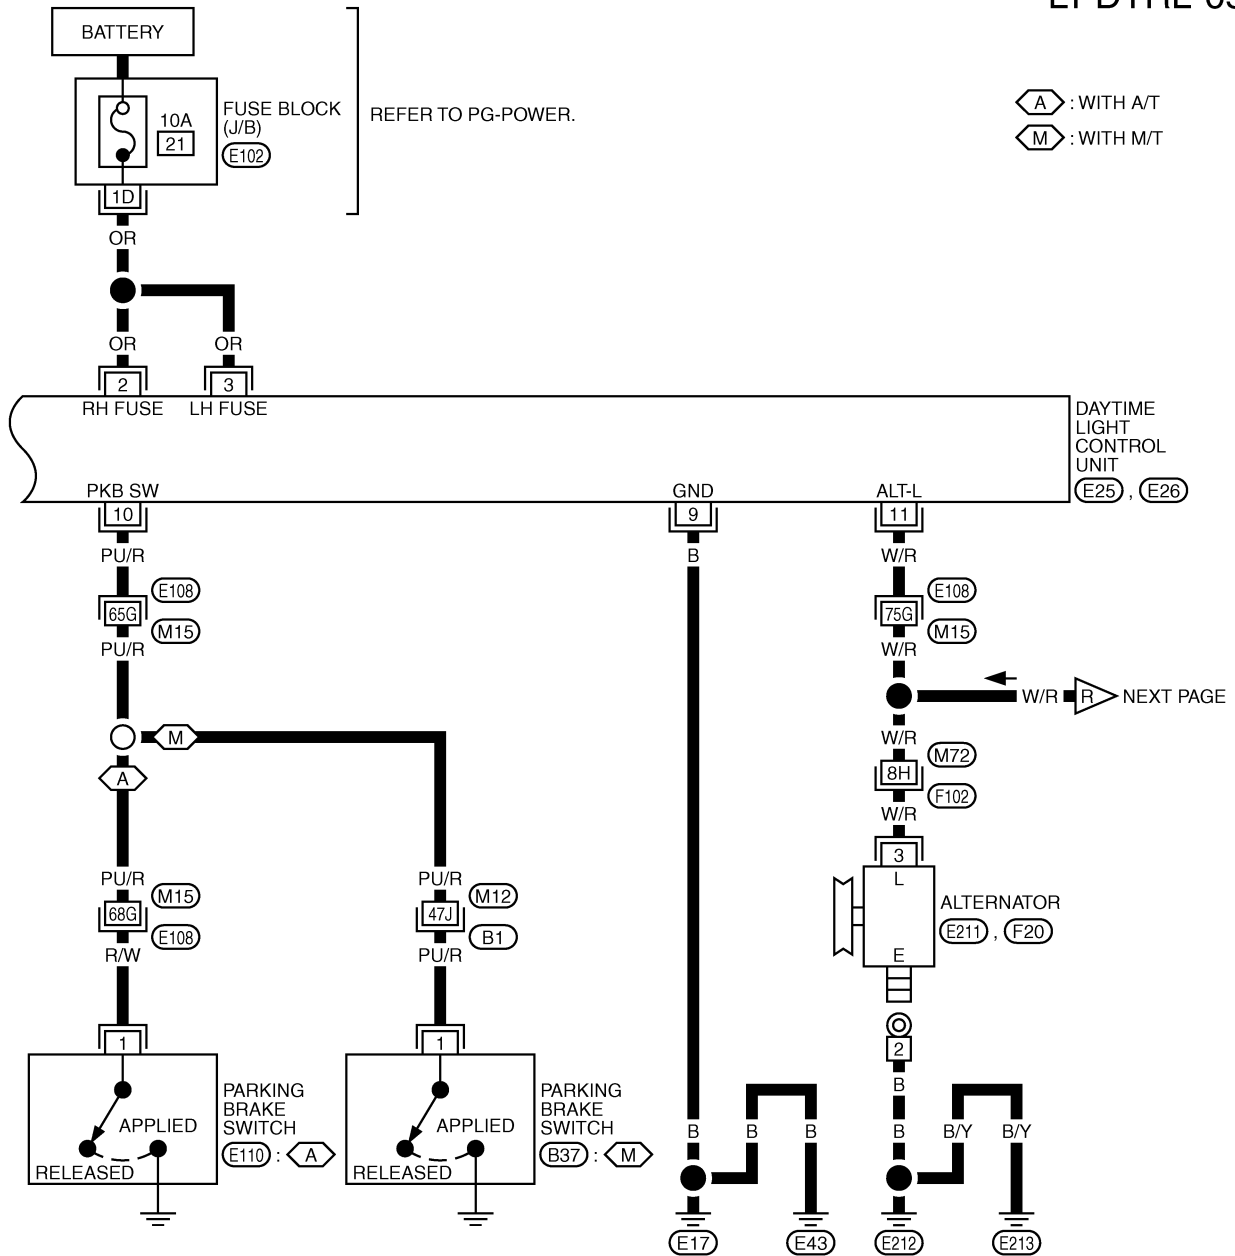 BATTERY
FUSE BLOCK
(J/B)
E102
10A
21
REFER TO PG-POWER.
A : WITH A/T
M : WITH M/T
1D
OR
OR
OR
2
3
RH FUSE
LH FUSE
DAYTIME
LIGHT
CONTROL
UNIT
E25 , E26
PKB SW
GND
ALT-L
10
9
11
PU/R
B
W/R
E108
65G
M15
PU/R
E108
75G
M15
W/R
W/R
R
NEXT PAGE
M
A
W/R
M72
8H
F102
W/R
3
L
ALTERNATOR
E211 , F20
E
2
PU/R
M15
68G
E108
R/W
PU/R
M12
47J
B1
PU/R
1
1
PARKING
BRAKE
SWITCH
E110 : A
APPLIED
RELEASED
PARKING
BRAKE
SWITCH
B37 : M
APPLIED
RELEASED
B
B
B
B
B
B/Y
B/Y
E17
E43
E212
E213